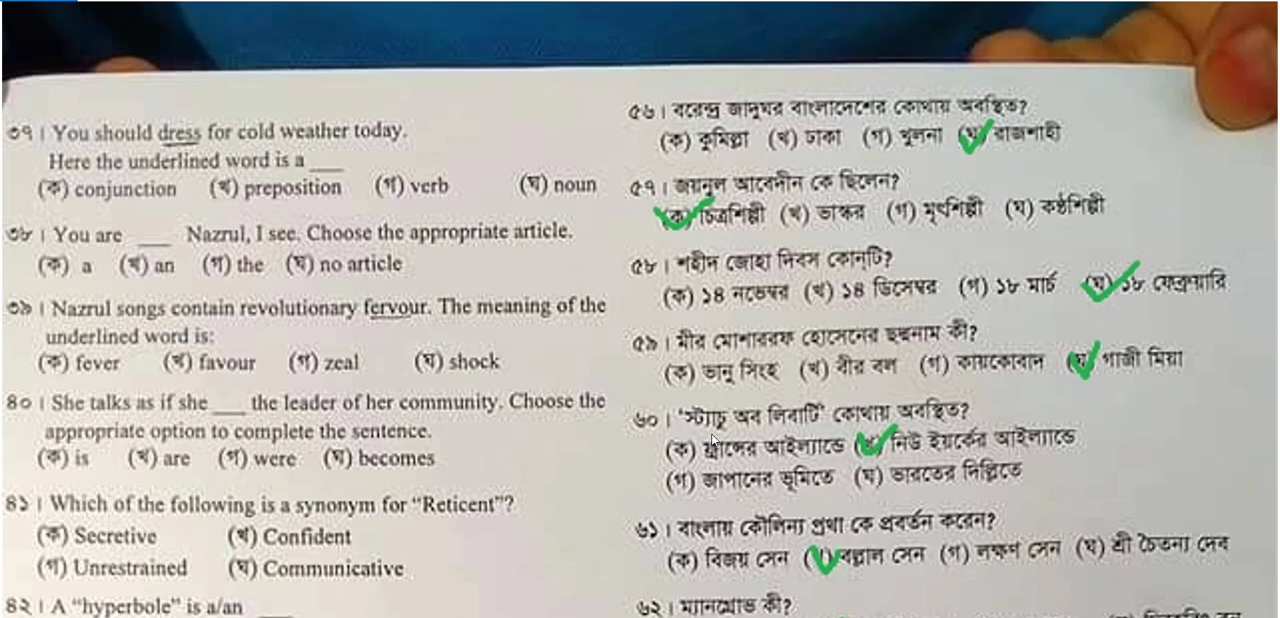 ৩৭। You should dress for cold weather today.
Here the underlined word is a ___
(ক) conjunction (খ) preposition (গ) verb (ঘ) noun
৩৮। You are ___ Nazrul, I see. Choose the appropriate article.
(ক) a (খ) an (গ) the (ঘ) no article
৩৯। Nazrul songs contain revolutionary fervour. The meaning of the
underlined word is:
(ক) fever (খ) favour (গ) zeal (ঘ) shock
৪০। She talks as if she ___ the leader of her community. Choose the
appropriate option to complete the sentence.
(ক) is (খ) are (গ) were (ঘ) becomes
৪১। Which of the following is a synonym for “Reticent”?
(ক) Secretive (খ) Confident
(গ) Unrestrained (ঘ) Communicative
৪২। A “hyperbole” is a/an ___
৫৬। বরেন্দ্র জাদুঘর বাংলাদেশের কোথায় অবস্থিত?
(ক) কুমিল্লা (খ) ঢাকা (গ) খুলনা (ঘ) রাজশাহী
৫৭। জয়নুল আবেদীন কে ছিলেন?
(ক) চিত্রশিল্পী (খ) ভাস্কর (গ) মৃৎশিল্পী (ঘ) কণ্ঠশিল্পী
৫৮। শহীদ জোহা দিবস কোন্‌টি?
(ক) ১৪ নভেম্বর (খ) ১৪ ডিসেম্বর (গ) ১৮ মার্চ (ঘ) ১৮ ফেব্রুয়ারি
৫৯। মীর মোশাররফ হোসেনের ছদ্মনাম কী?
(ক) ভানু সিংহ (খ) বীর বল (গ) কায়কোবাদ (ঘ) গাজী মিয়া
৬০। ‘স্ট্যাচু অব লিবার্টি’ কোথায় অবস্থিত?
(ক) ফ্রান্সের আইল্যান্ডে (খ) নিউ ইয়র্কের আইল্যান্ডে
(গ) জাপানের ভূমিতে (ঘ) ভারতের দিল্লিতে
৬১। বাংলায় কৌলিন্য প্রথা কে প্রবর্তন করেন?
(ক) বিজয় সেন (খ) বল্লাল সেন (গ) লক্ষণ সেন (ঘ) শ্রী চৈতন্য দেব
৬২। ম্যানগ্রোভ কী?